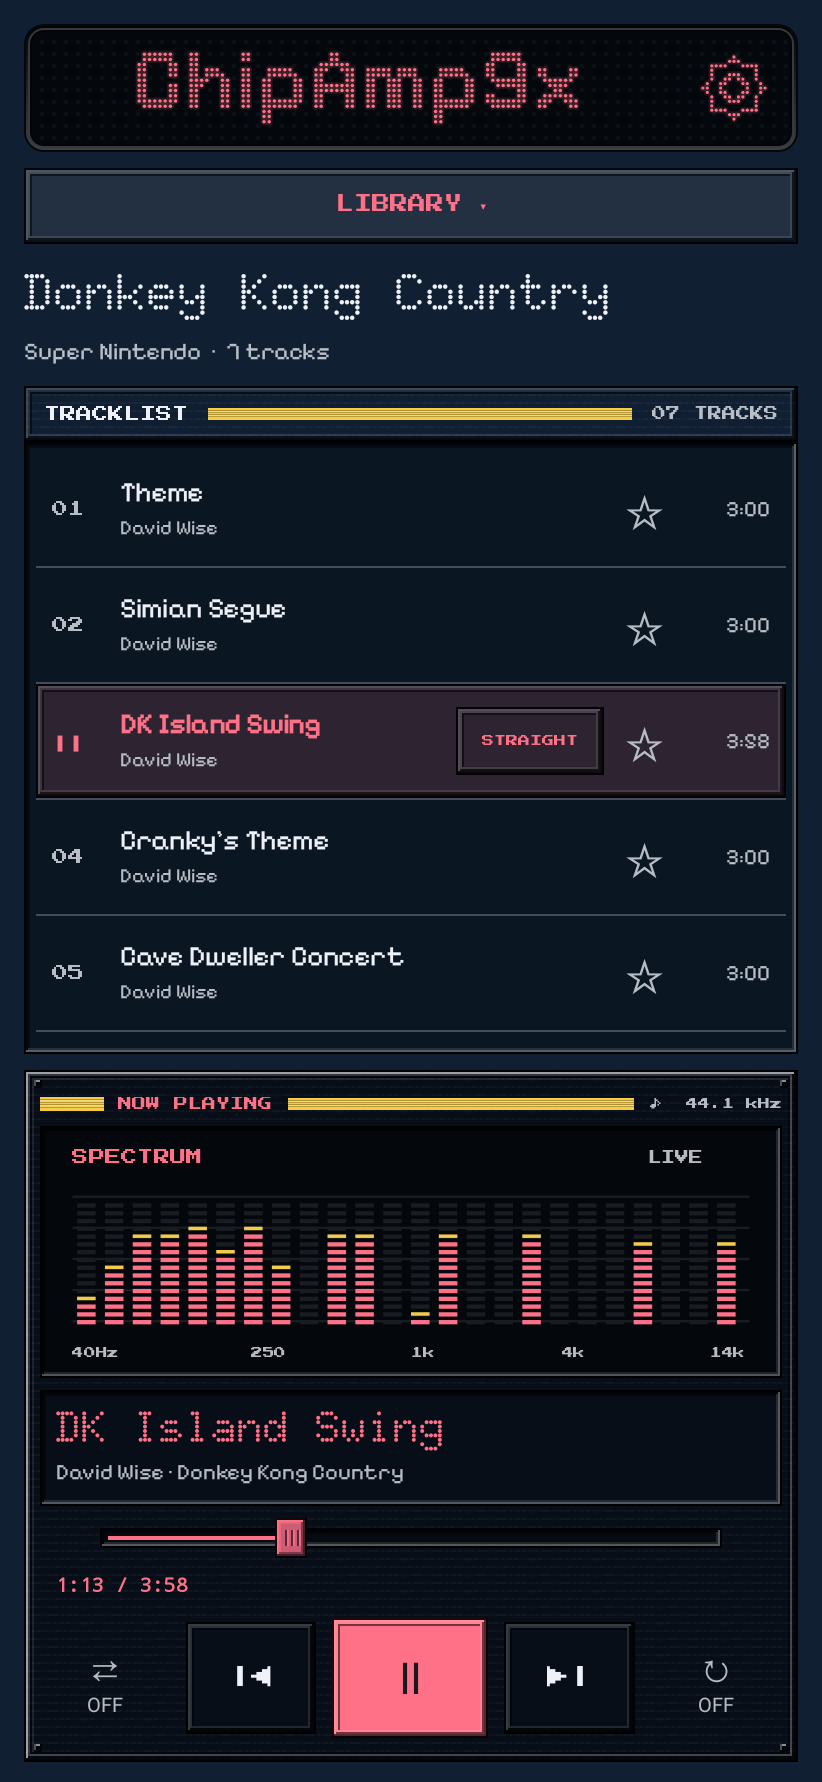 ChipAmp9x
LIBRARY ▾
Donkey Kong Country
Super Nintendo · 7 tracks
TRACKLIST 07 TRACKS
01 Theme 3:00
David Wise
02 Simian Segue 3:00
David Wise
DK Island Swing STRAIGHT 3:58
David Wise
04 Cranky's Theme 3:00
David Wise
05 Cave Dweller Concert 3:00
David Wise
NOW PLAYING ♪ 44.1 kHz
SPECTRUM LIVE
40Hz 250 1k 4k 14k
DK Island Swing
David Wise · Donkey Kong Country
1:13 / 3:58
OFF OFF